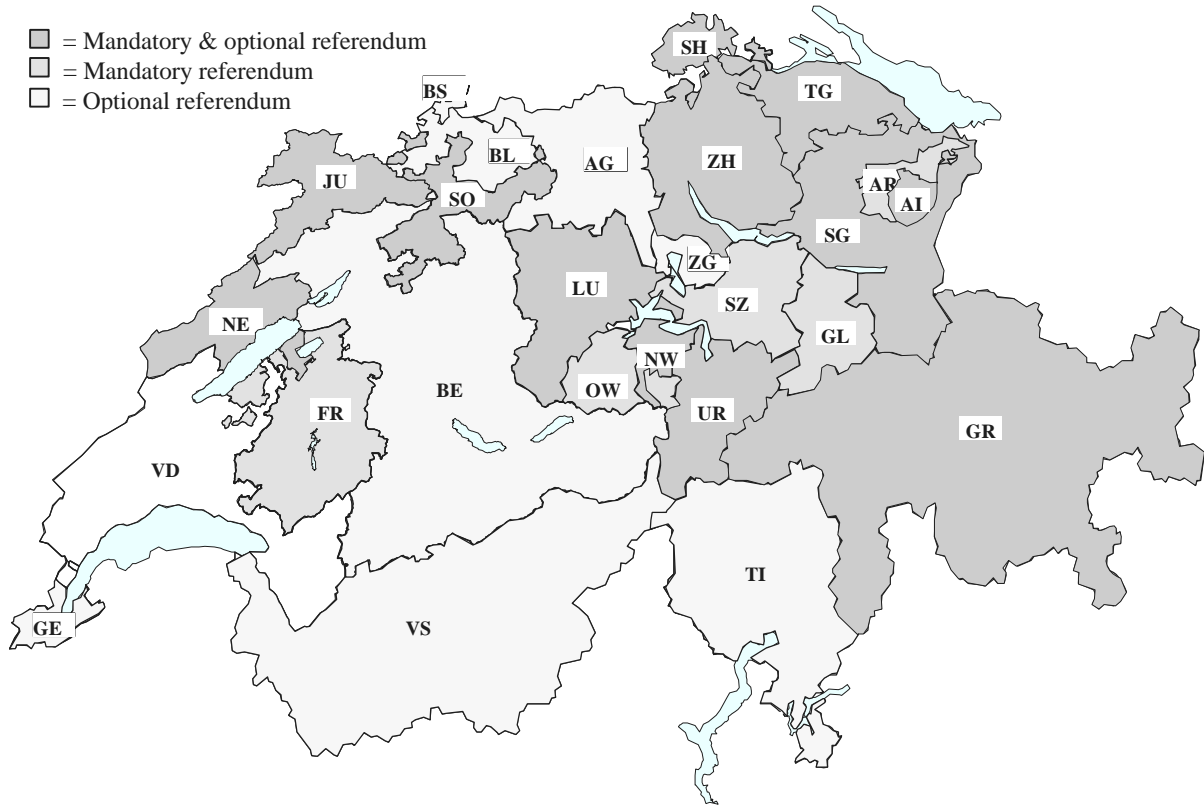 = Mandatory & optional referendum
= Mandatory referendum
= Optional referendum
SH
BS
TG
BL
AG
ZH
JU
SO
AR
AI
SG
ZG
LU
SZ
NE
GL
NW
OW
BE
FR
UR
GR
VD
TI
GE
VS